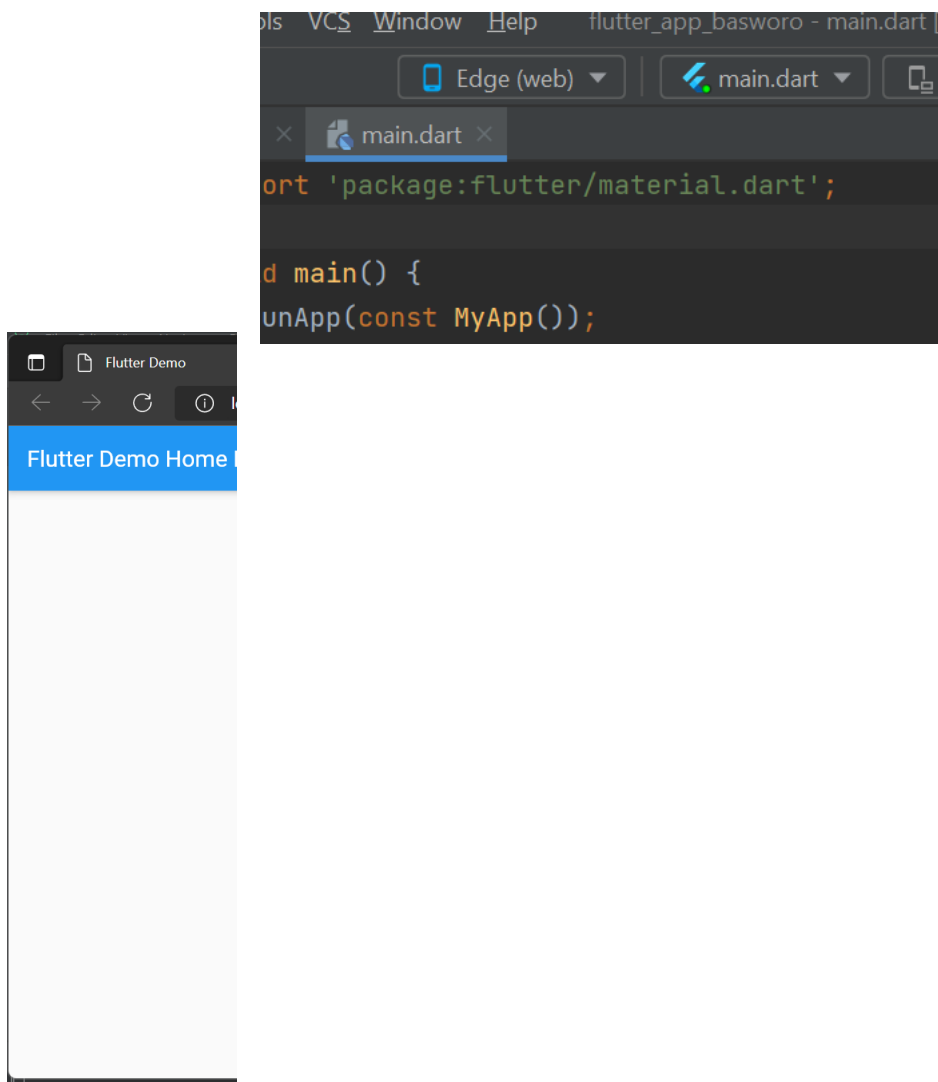 ols VCS Window Help flutter_app_basworo - main.dart [
Edge (web) main.dart
main.dart
ort 'package:flutter/material.dart';
d main() {
unApp(const MyApp());
Flutter Demo
Flutter Demo Home